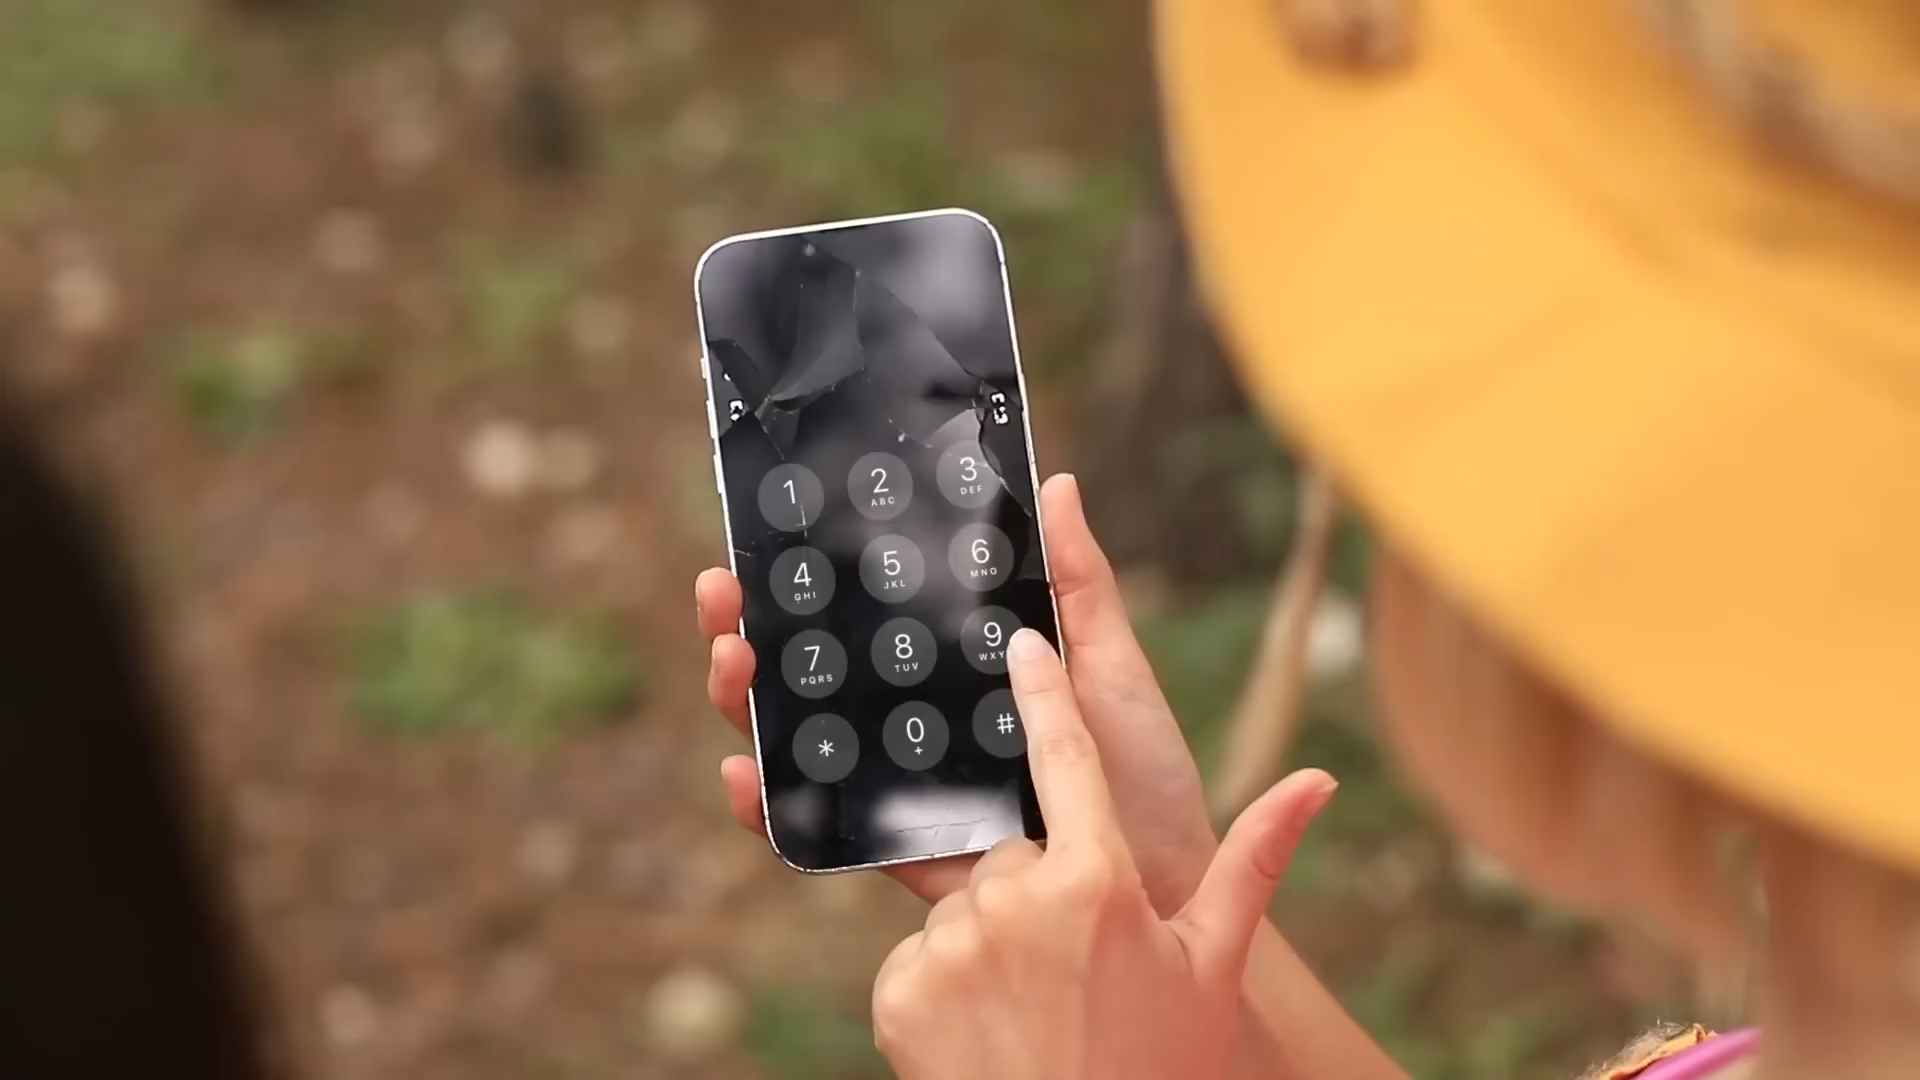 1 2 3
ABC DEF
4 5 6
GHI JKL MNO
7 8 9
PQRS TUV WXY
* 0 #
+